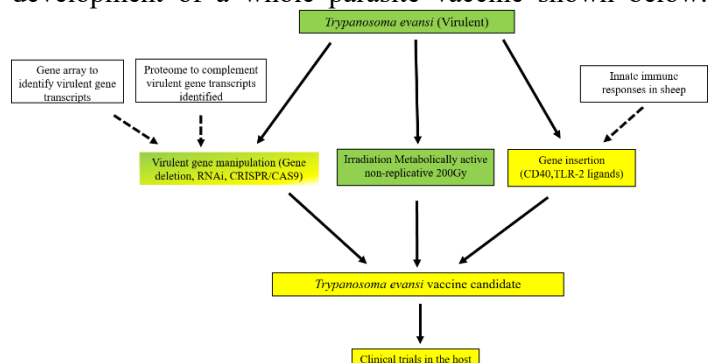 development of a whole parasite vaccine shown below.
Trypanosoma evansi (Virulent)
Gene array to
identify virulent gene
transcripts
Proteome to complement
virulent gene transcripts
identified
Innate immune
responses in sheep
Virulent gene manipulation (Gene
deletion, RNAi, CRISPR/CAS9)
Irradiation Metabolically active
non-replicative 200Gy
Gene insertion
(CD40,TLR-2 ligands)
Trypanosoma evansi vaccine candidate
Clinical trials in the host